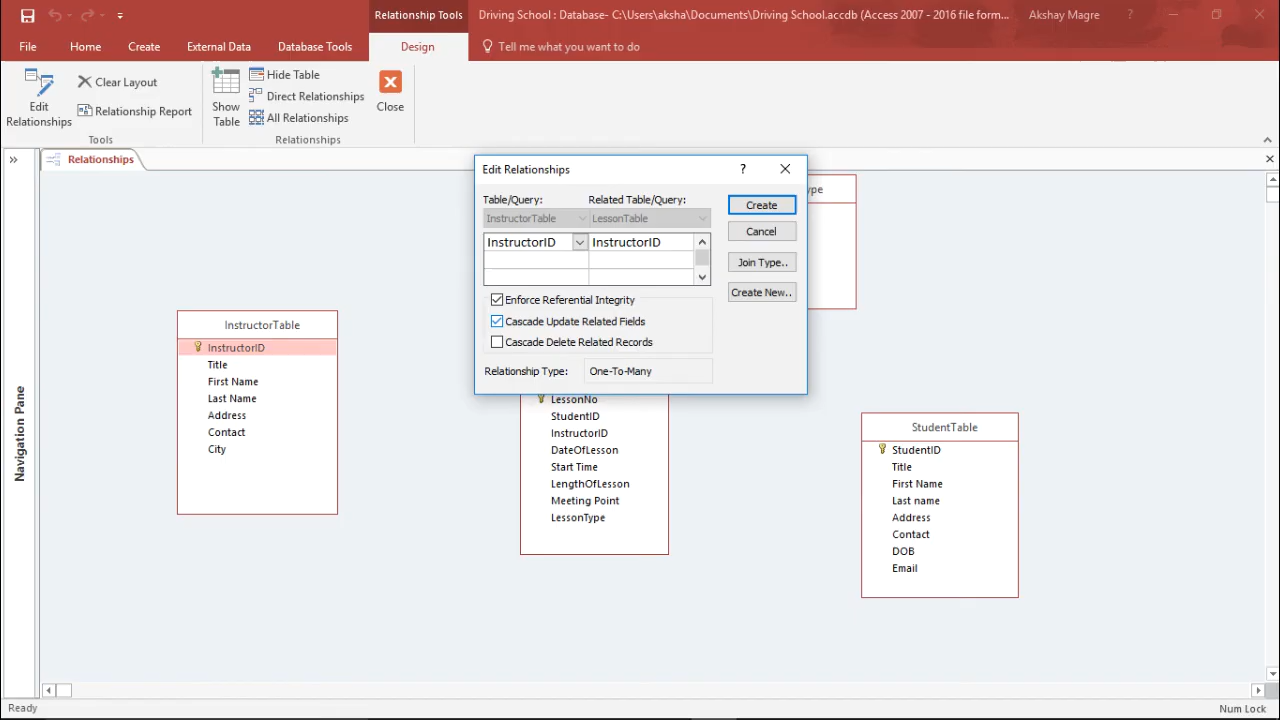 Relationship Tools
Driving School : Database- C:\Users\aksha\Documents\Driving School.accdb (Access 2007 - 2016 file form...
Akshay Magre
?
File
Home
Create
External Data
Database Tools
Design
Tell me what you want to do
Edit
Relationships
Clear Layout
Relationship Report
Tools
Show
Table
Hide Table
Direct Relationships
All Relationships
Relationships
Close
Relationships
Navigation Pane
Edit Relationships
?
Table/Query:
Related Table/Query:
InstructorTable
LessonTable
InstructorID
InstructorID
Create
Cancel
Join Type..
Create New..
Enforce Referential Integrity
Cascade Update Related Fields
Cascade Delete Related Records
Relationship Type:
One-To-Many
ype
InstructorTable
InstructorID
Title
First Name
Last Name
Address
Contact
City
LessonNo
StudentID
InstructorID
DateOfLesson
Start Time
LengthOfLesson
Meeting Point
LessonType
StudentTable
StudentID
Title
First Name
Last name
Address
Contact
DOB
Email
Ready
Num Lock